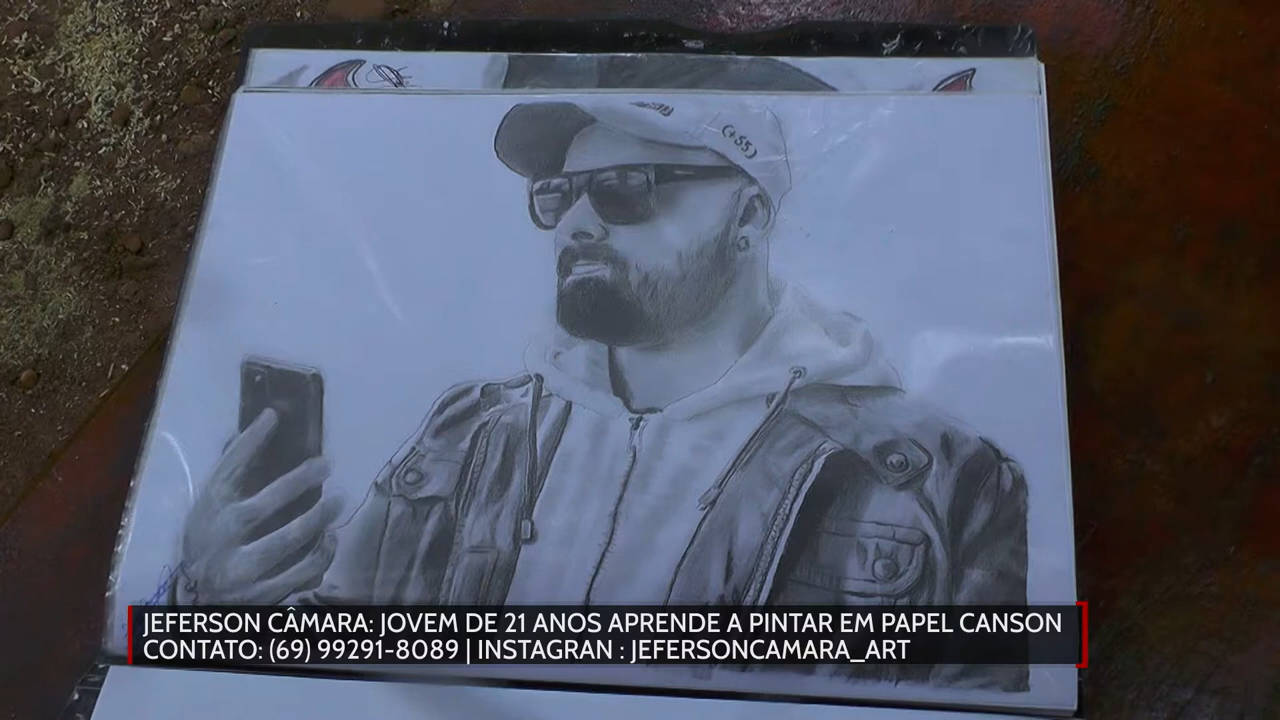 (+55)
JEFERSON CÂMARA: JOVEM DE 21 ANOS APRENDE A PINTAR EM PAPEL CANSON
CONTATO: (69) 99291-8089 | INSTAGRAN : JEFERSONCAMARA_ART